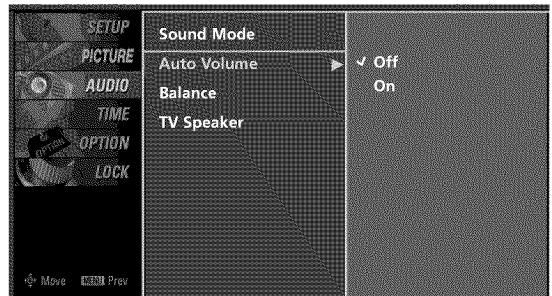 SETUP
PICTURE
AUDIO
TIME
OPTION
LOCK
Move MENU Prev
Sound Mode
Auto Volume
Balance
TV Speaker
Off
On